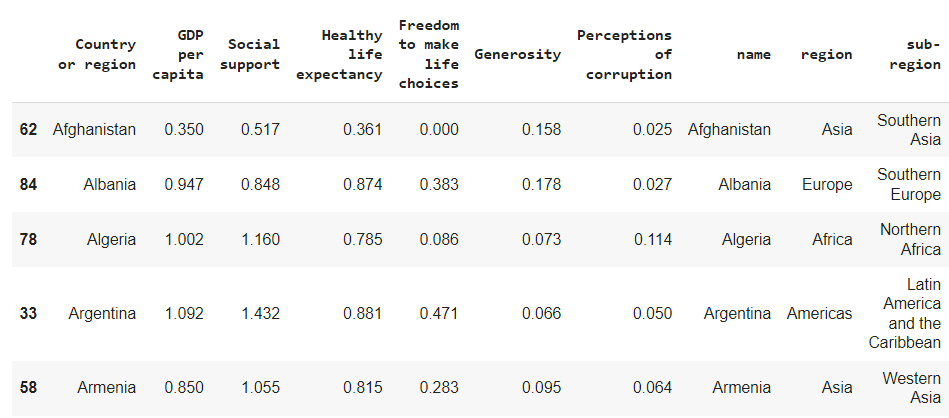 Country or region GDP per capita Social support Healthy life expectancy Freedom to make life choices Generosity Perceptions of corruption name region sub-region
62 Afghanistan 0.350 0.517 0.361 0.000 0.158 0.025 Afghanistan Asia Southern Asia
84 Albania 0.947 0.848 0.874 0.383 0.178 0.027 Albania Europe Southern Europe
78 Algeria 1.002 1.160 0.785 0.086 0.073 0.114 Algeria Africa Northern Africa
33 Argentina 1.092 1.432 0.881 0.471 0.066 0.050 Argentina Americas Latin America and the Caribbean
58 Armenia 0.850 1.055 0.815 0.283 0.095 0.064 Armenia Asia Western Asia